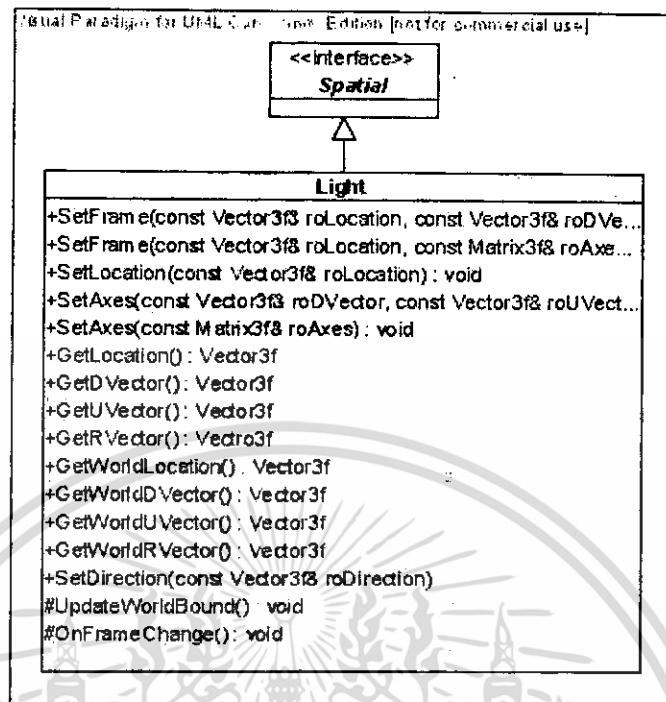 Paradigm for UML Edition [not for commercial use]
<<interface>>
Spatial
Light
+SetFrame(const Vector3f& roLocation, const Vector3f& roDVe...
+SetFrame(const Vector3f& roLocation, const Matrix3f& roAxe...
+SetLocation(const Vector3f& roLocation) : void
+SetAxes(const Vector3f& roDVector, const Vector3f& roUVect...
+SetAxes(const Matrix3f& roAxes) : void
+GetLocation() : Vector3f
+GetDVector() : Vector3f
+GetUVector() : Vector3f
+GetRVector() : Vectro3f
+GetWorldLocation() : Vector3f
+GetWorldDVector() : Vector3f
+GetWorldUVector() : Vector3f
+GetWorldRVector() : Vector3f
+SetDirection(const Vector3f& roDirection)
#UpdateWorldBound() : void
#OnFrameChange() : void